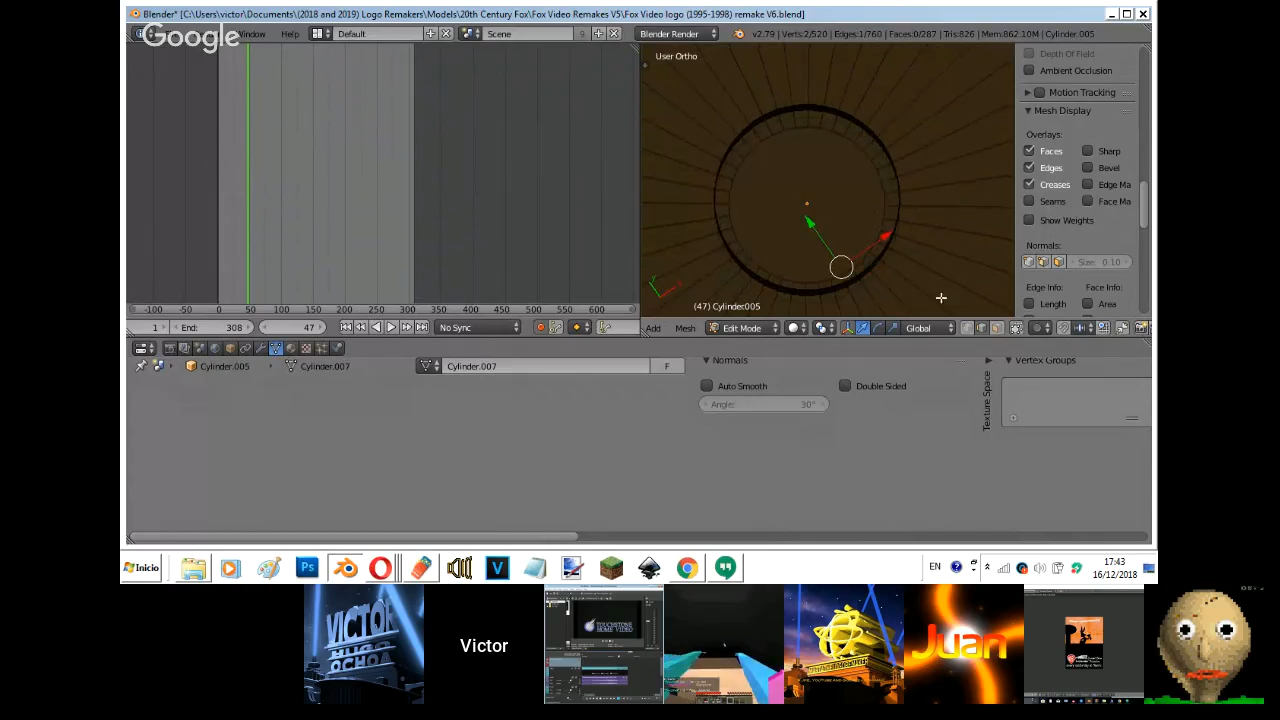 Blender* [C:\Users\victor\Documents\(2018 and 2019) Logo Remakers\Models\20th Century Fox\Fox Video Remakes V5\Fox Video logo (1995-1998) remake V6.blend]
Google
Window Help Default Scene 9 Blender Render v2.79 | Verts:2/520 | Edges:1/760 | Faces:0/287 | Tris:826 | Mem:862.10M | Cylinder.005
User Ortho
Depth Of Field
Ambient Occlusion
Motion Tracking
Mesh Display
Overlays:
Faces Sharp
Edges Bevel
Creases Edge Ma
Seams Face Ma
Show Weights
Normals:
Size: 0.10
Edge Info: Face Info:
Length Area
(47) Cylinder.005
-100 -50 0 50 100 150 200 250 300 350 400 450 500 550 600
1 End: 308 47 No Sync Add Mesh Edit Mode Global
Cylinder.005 Cylinder.007 Cylinder.007 F
Normals
Auto Smooth Double Sided
Angle: 30°
Texture Space
Vertex Groups
Inicio Ps V EN 17:43
16/12/2018
VICTOR
OCHOA
Victor
TOUCHSTONE
HOME VIDEO
Juan